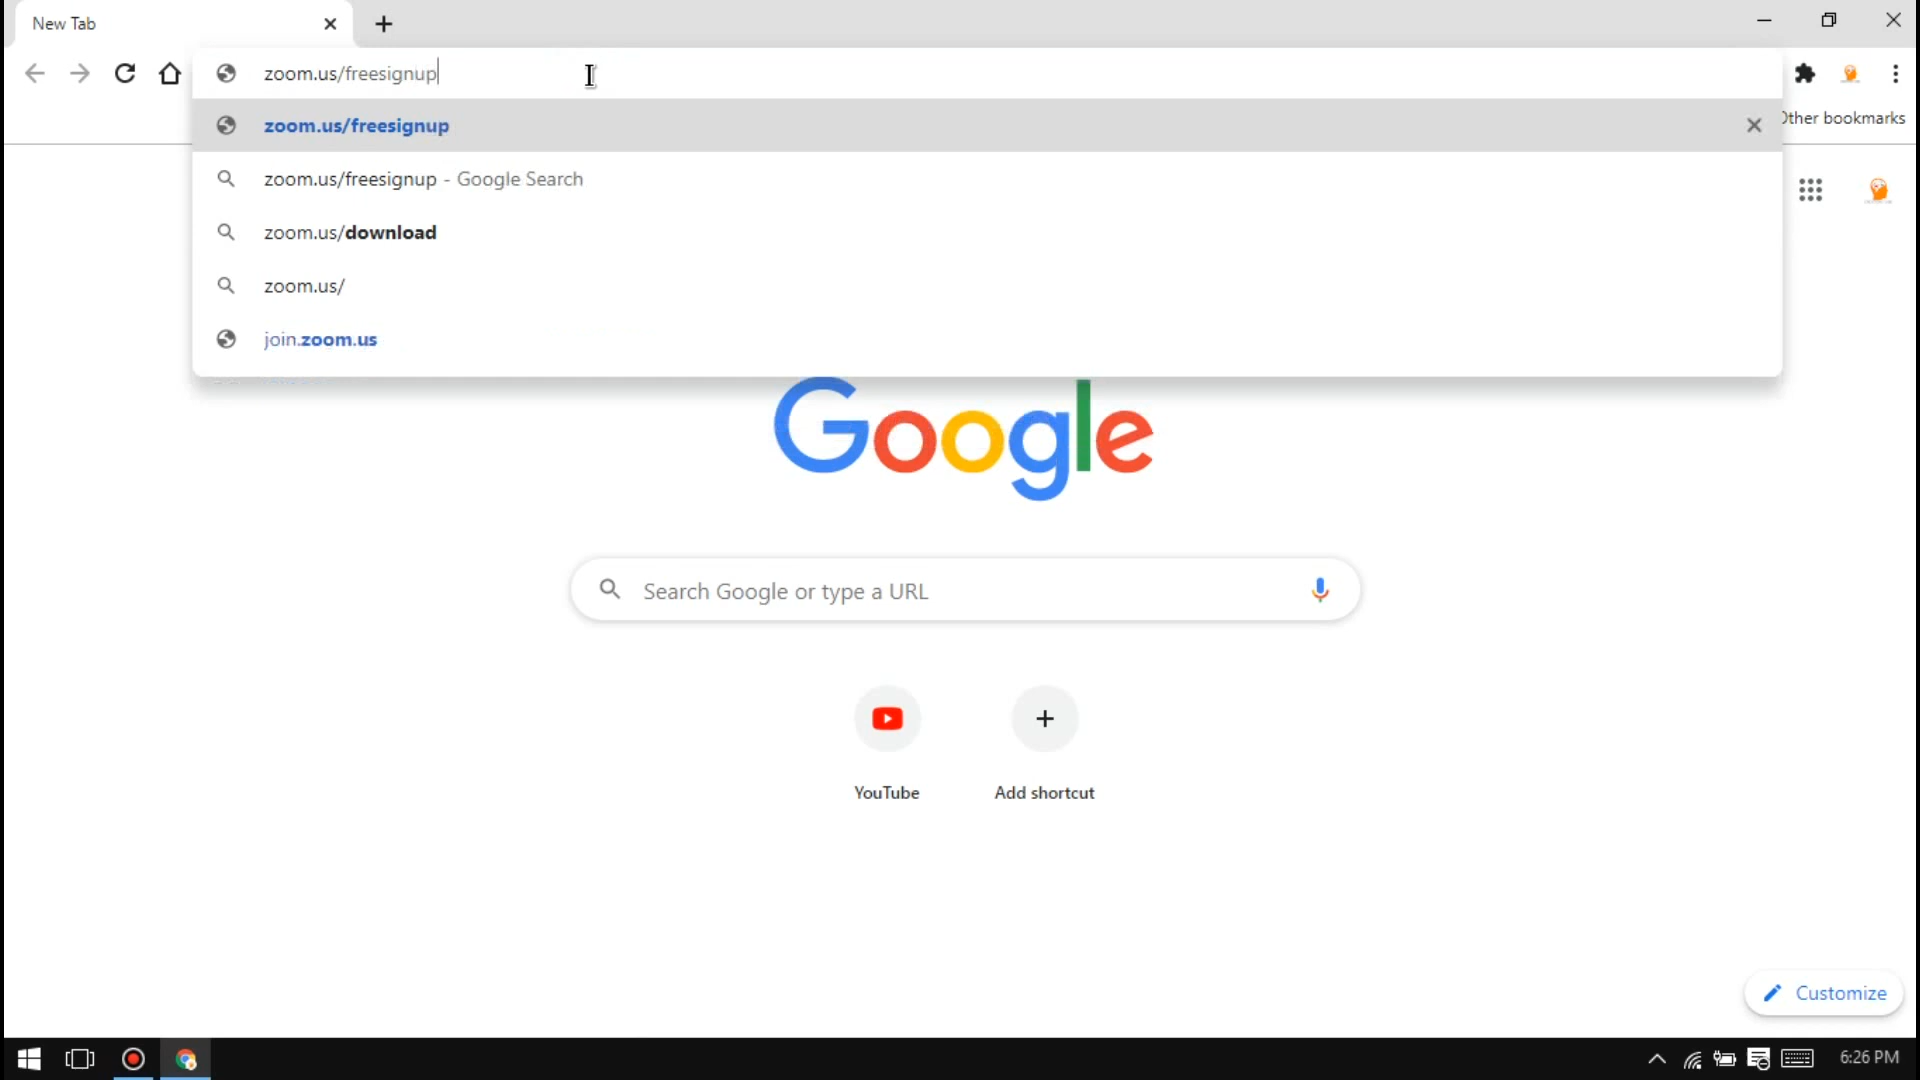 New Tab
zoom.us/freesignup
zoom.us/freesignup
zoom.us/freesignup - Google Search
zoom.us/download
zoom.us/
join.zoom.us
Other bookmarks
Google
Search Google or type a URL
YouTube
Add shortcut
Customize
6:26 PM